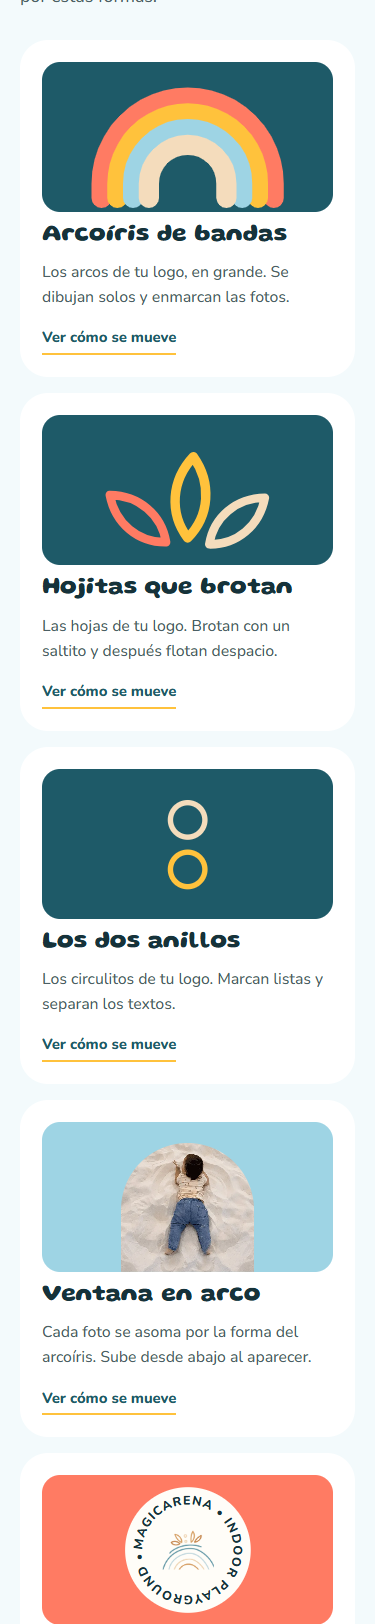 por estas formas.
Arcoíris de bandas
Los arcos de tu logo, en grande. Se
dibujan solos y enmarcan las fotos.
Ver cómo se mueve
Hojitas que brotan
Las hojas de tu logo. Brotan con un
saltito y después flotan despacio.
Ver cómo se mueve
Los dos anillos
Los circulitos de tu logo. Marcan listas y
separan los textos.
Ver cómo se mueve
Ventana en arco
Cada foto se asoma por la forma del
arcoíris. Sube desde abajo al aparecer.
Ver cómo se mueve
MAGICARENA • INDOOR PLAYGROUND •